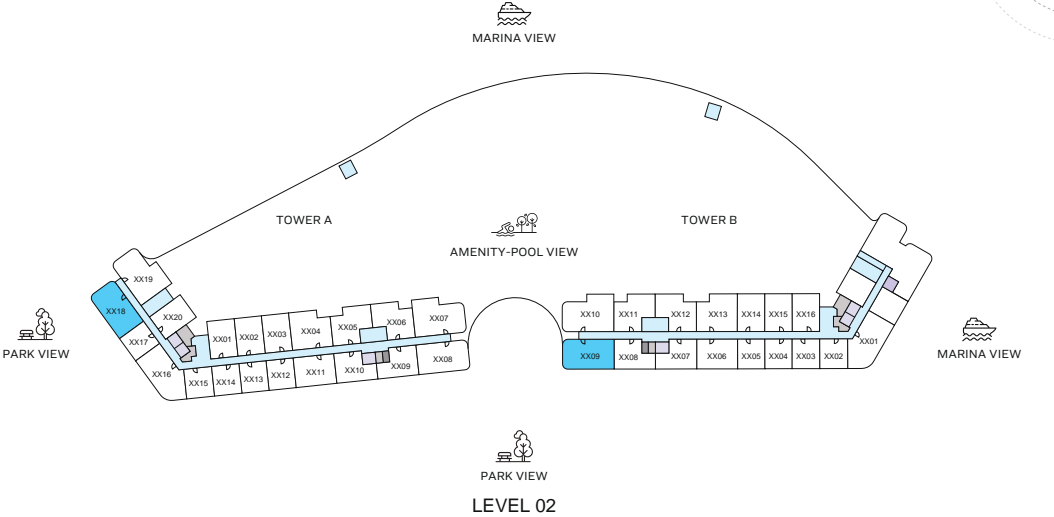 MARINA VIEW
TOWER A
TOWER B
AMENITY-POOL VIEW
XX19
XX18
XX20
XX17
XX16
XX01
XX02
XX03
XX04
XX05
XX06
XX07
XX15
XX14
XX13
XX12
XX11
XX10
XX09
XX08
XX10
XX11
XX12
XX13
XX14
XX15
XX16
XX09
XX08
XX07
XX06
XX05
XX04
XX03
XX02
XX01
PARK VIEW
MARINA VIEW
PARK VIEW
LEVEL 02